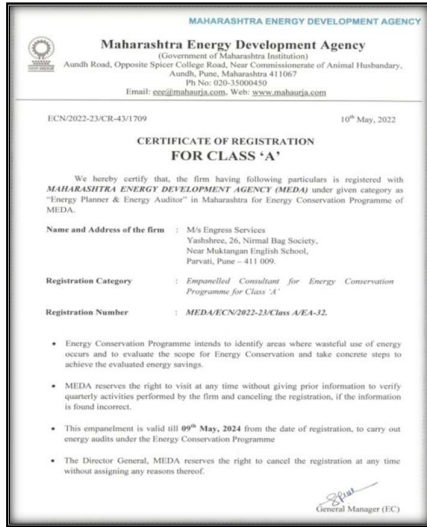 MAHARASHTRA ENERGY DEVELOPMENT AGENCY
Maharashtra Energy Development Agency
(Government of Maharashtra Institution)
Aundh Road, Opposite Spicer College Road, Near Commissionerate of Animal Husbandary,
Aundh, Pune, Maharashtra 411067
Ph No: 020-35000450
Email: eee@mahaurja.com, Web: www.mahaurja.com
ECN/2022-23/CR-43/1709 10th May, 2022
CERTIFICATE OF REGISTRATION
FOR CLASS ‘A’
We hereby certify that, the firm having following particulars is registered with
MAHARASHTRA ENERGY DEVELOPMENT AGENCY (MEDA) under given category as
“Energy Planner & Energy Auditor” in Maharashtra for Energy Conservation Programme of
MEDA.
Name and Address of the firm : M/s Engress Services
Yashshree, 26, Nirmal Bag Society,
Near Muktangan English School,
Parvati, Pune – 411 009.
Registration Category : Empanelled Consultant for Energy Conservation
Programme for Class ‘A’
Registration Number : MEDA/ECN/2022-23/Class A/EA-32.
• Energy Conservation Programme intends to identify areas where wasteful use of energy
occurs and to evaluate the scope for Energy Conservation and take concrete steps to
achieve the evaluated energy savings.
• MEDA reserves the right to visit at any time without giving prior information to verify
quarterly activities performed by the firm and canceling the registration, if the information
is found incorrect.
• This empanelment is valid till 09th May, 2024 from the date of registration, to carry out
energy audits under the Energy Conservation Programme
• The Director General, MEDA reserves the right to cancel the registration at any time
without assigning any reasons thereof.
General Manager (EC)